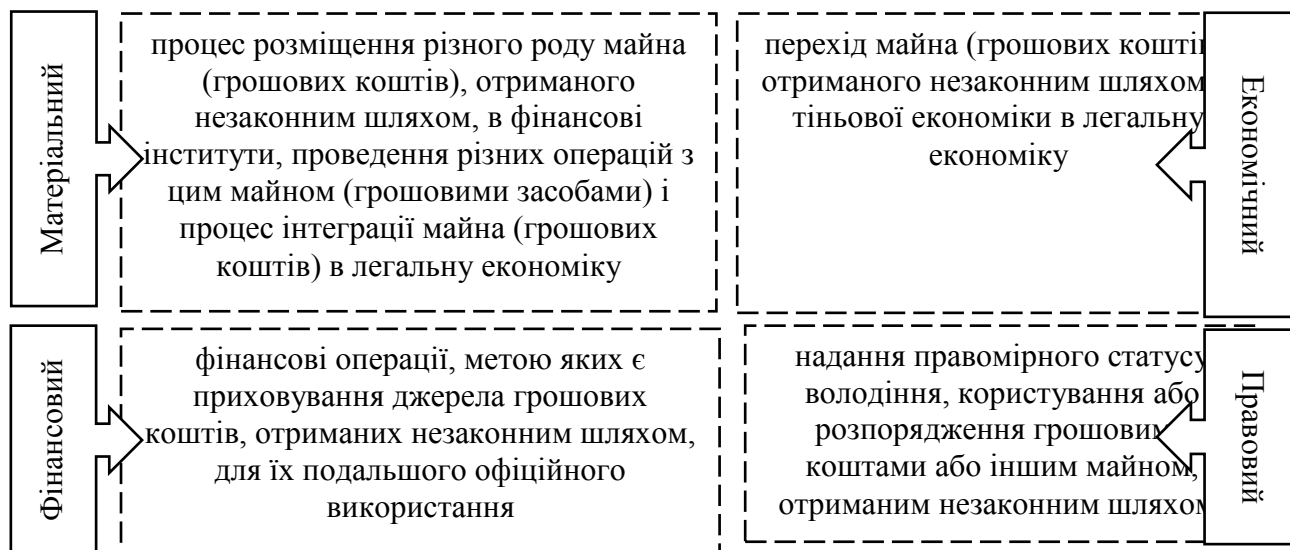 Матеріальний
процес розміщення різного роду майна
(грошових коштів), отриманого
незаконним шляхом, в фінансові
інститути, проведення різних операцій з
цим майном (грошовими засобами) і
процес інтеграції майна (грошових
коштів) в легальну економіку
перехід майна (грошових кошті
отриманого незаконним шляхом
тіньової економіки в легальну
економіку
Економічний
Фінансовий
фінансові операції, метою яких є
приховування джерела грошових
коштів, отриманих незаконним шляхом,
для їх подальшого офіційного
використання
надання правомірного статусу
володіння, користування або
розпорядження грошовим
коштами або іншим майном,
отриманим незаконним шляхом
Правовий